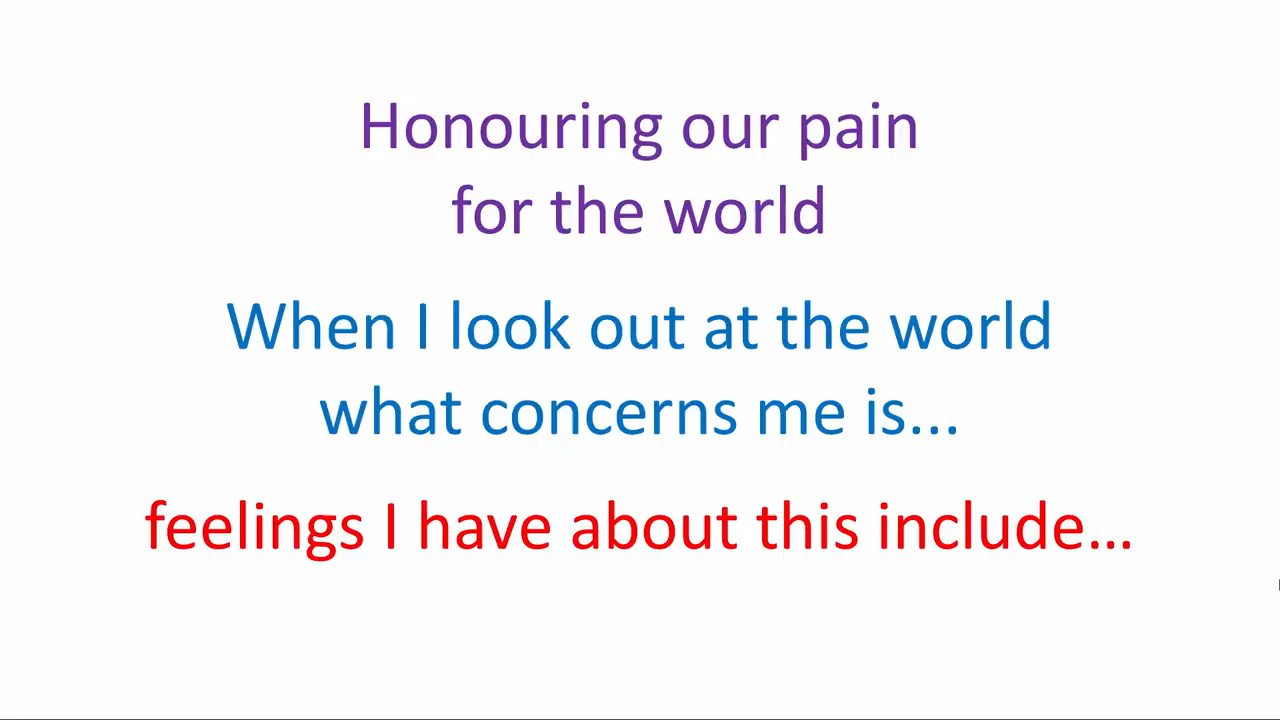 Honouring our pain
for the world
When I look out at the world
what concerns me is...
feelings I have about this include...